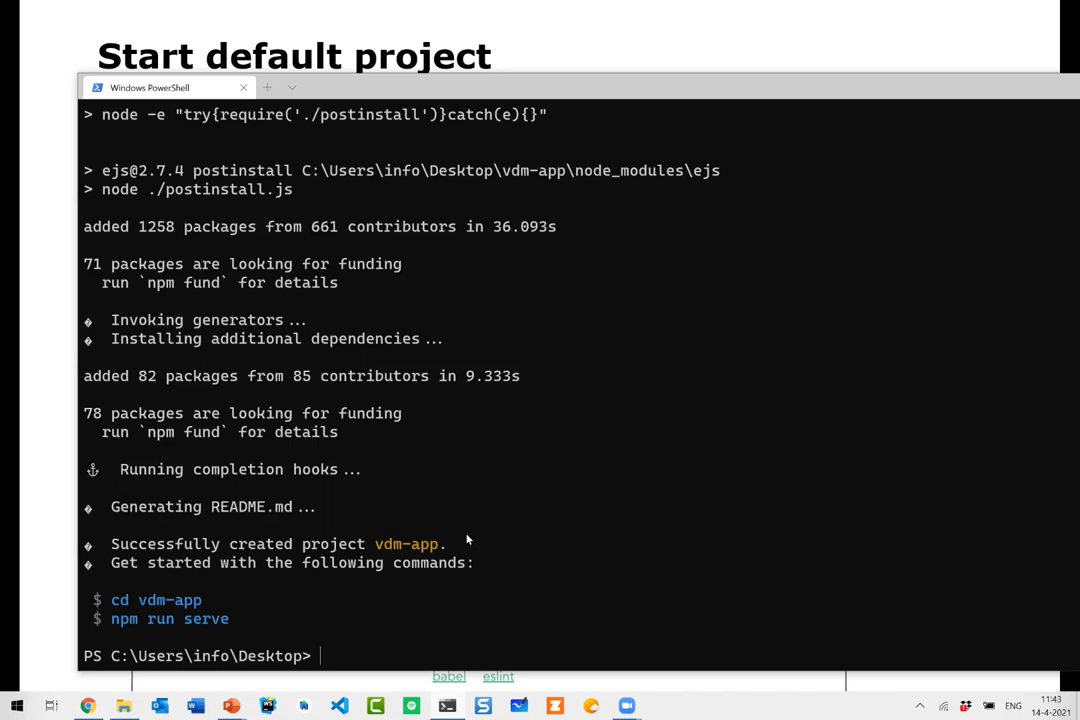 Start default project
Windows PowerShell
> node -e "try{require('./postinstall')}catch(e){}"
> ejs@2.7.4 postinstall C:\Users\info\Desktop\vdm-app\node_modules\ejs
> node ./postinstall.js
added 1258 packages from 661 contributors in 36.093s
71 packages are looking for funding
run `npm fund` for details
� Invoking generators...
� Installing additional dependencies...
added 82 packages from 85 contributors in 9.333s
78 packages are looking for funding
run `npm fund` for details
⚓ Running completion hooks...
� Generating README.md...
� Successfully created project vdm-app.
� Get started with the following commands:
$ cd vdm-app
$ npm run serve
PS C:\Users\info\Desktop>
babel eslint
ENG
11:43
14-4-2021